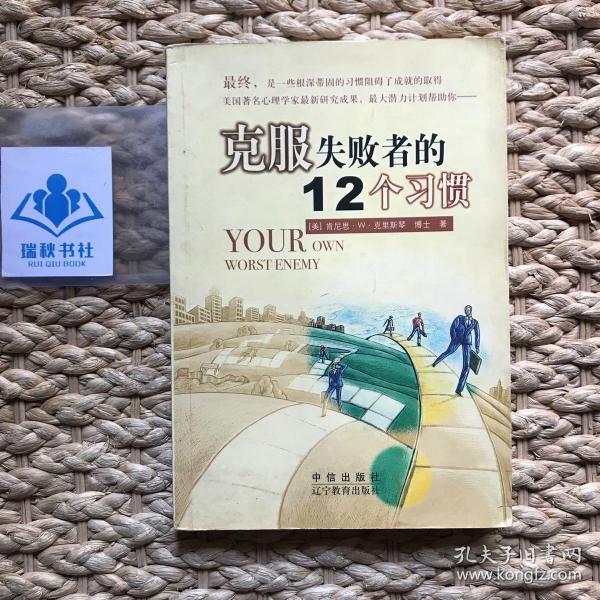 最终，是一些根深蒂固的习惯阻碍了成就的取得
美国著名心理学家最新研究成果，最大潜力计划帮助你——
克服失败者的
12个习惯
[美] 肯尼思·W·克里斯琴 博士 著
YOUR OWN
WORST ENEMY
中信出版社
辽宁教育出版社
瑞秋书社
RUI QIU BOOK
孔夫子旧书网
www.kongfz.com